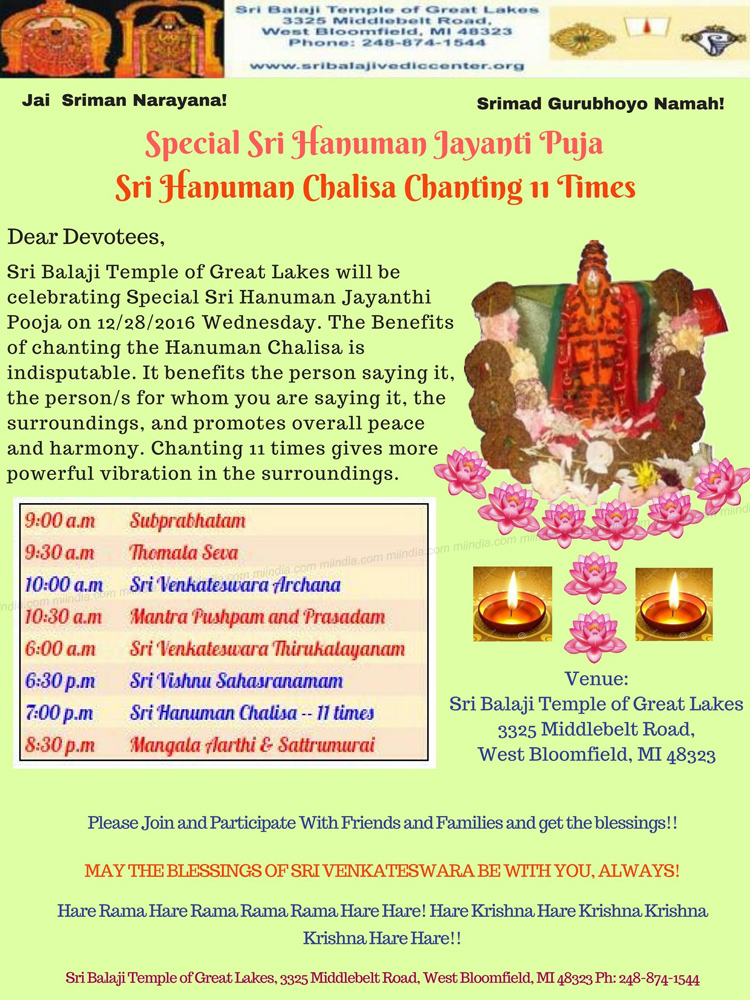 Sri Balaji Temple of Great Lakes
3325 Middlebelt Road,
West Bloomfield, MI 48323
Phone: 248-874-1544
www.sribalajivediccenter.org
Jai Sriman Narayana!
Srimad Gurubhoyo Namah!
Special Sri Hanuman Jayanti Puja
Sri Hanuman Chalisa Chanting 11 Times
Dear Devotees,
Sri Balaji Temple of Great Lakes will be
celebrating Special Sri Hanuman Jayanthi
Pooja on 12/28/2016 Wednesday. The Benefits
of chanting the Hanuman Chalisa is
indisputable. It benefits the person saying it,
the person/s for whom you are saying it, the
surroundings, and promotes overall peace
and harmony. Chanting 11 times gives more
powerful vibration in the surroundings.
9:00 a.m Subprabhatam
9:30 a.m Thomala Seva
10:00 a.m Sri Venkateswara Archana
10:30 a.m Mantra Pushpam and Prasadam
6:00 a.m Sri Venkateswara Thirukalayanam
6:30 p.m Sri Vishnu Sahasranamam
7:00 p.m Sri Hanuman Chalisa -- 11 times
8:30 p.m Mangala Aarthi & Sattrumurai
miindia.com miindia.com miindia.com miindia.com miindia.com
Venue:
Sri Balaji Temple of Great Lakes
3325 Middlebelt Road,
West Bloomfield, MI 48323
Please Join and Participate With Friends and Families and get the blessings!!
MAY THE BLESSINGS OF SRI VENKATESWARA BE WITH YOU, ALWAYS!
Hare Rama Hare Rama Rama Rama Hare Hare! Hare Krishna Hare Krishna Krishna
Krishna Hare Hare!!
Sri Balaji Temple of Great Lakes, 3325 Middlebelt Road, West Bloomfield, MI 48323 Ph: 248-874-1544